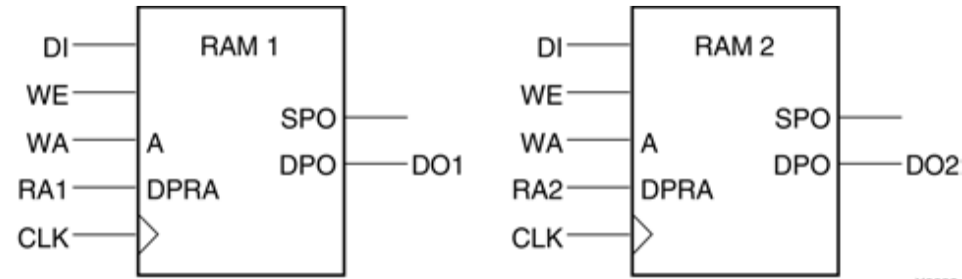 RAM 1
DI
WE
WA
A
RA1
DPRA
CLK
SPO
DPO
DO1
RAM 2
DI
WE
WA
A
RA2
DPRA
CLK
SPO
DPO
DO2